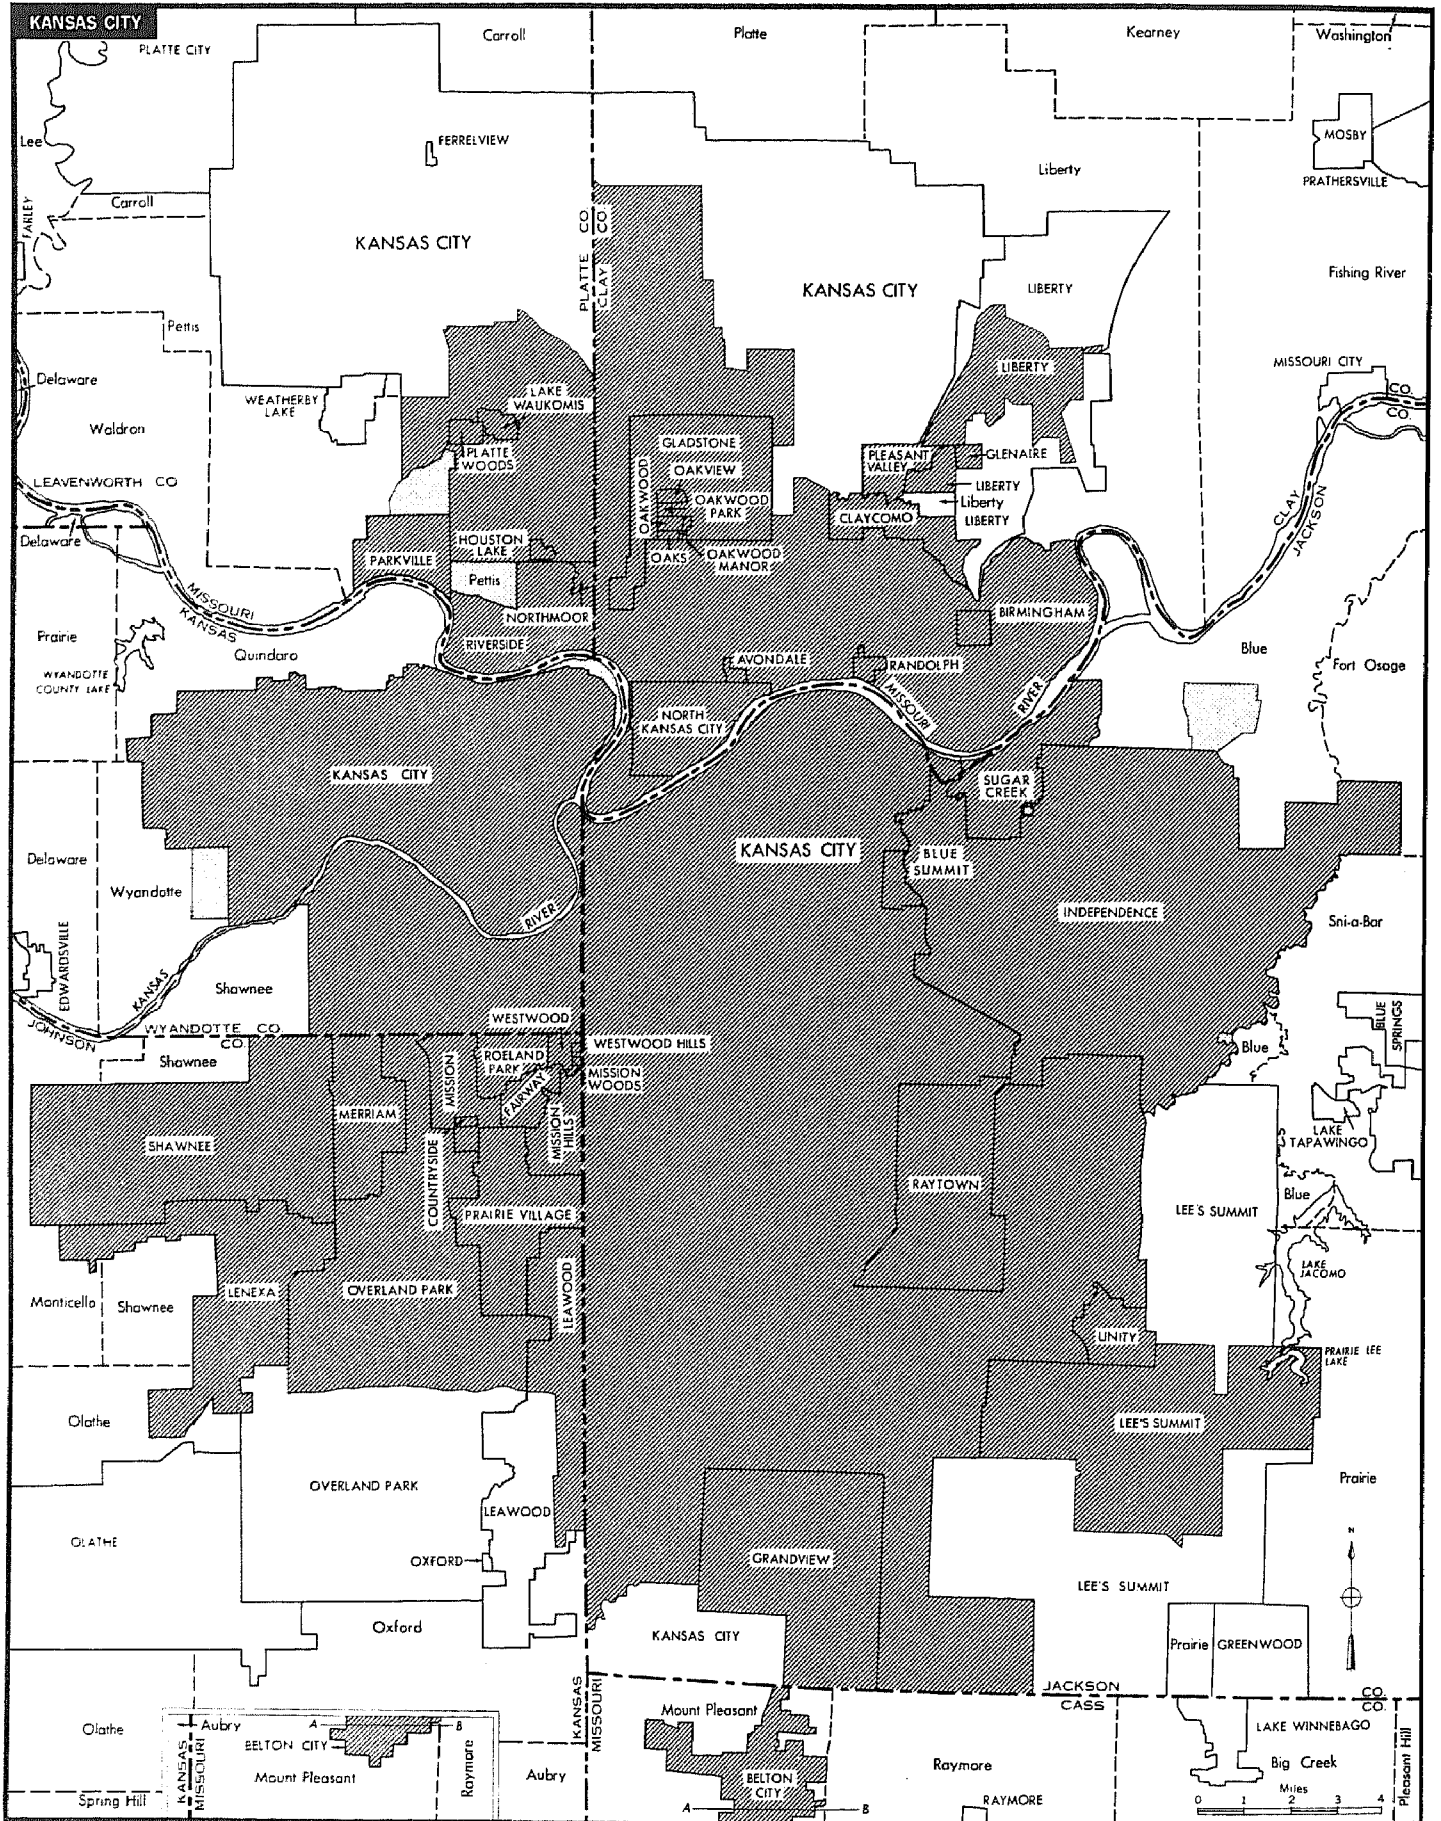 KANSAS CITY
PLATTE CITY
Carroll
Platte
Kearney
Washington
Lee
FERRELVIEW
MOSBY
PRATHERSVILLE
Liberty
Carroll
FARLEY
KANSAS CITY
PLATTE CO.
CLAY CO.
KANSAS CITY
LIBERTY
Fishing River
Pettis
Delaware
WEATHERBY
LAKE
LAKE
WAUKOMIS
LIBERTY
MISSOURI CITY
CO.
CO.
Waldron
PLATTE
WOODS
GLADSTONE
OAKVIEW
OAKWOOD
OAKWOOD
PARK
PLEASANT
VALLEY
GLENAIRE
LIBERTY
Liberty
LIBERTY
CLAYCOMO
LEAVENWORTH CO
Delaware
HOUSTON
LAKE
OAKS
OAKWOOD
MANOR
CLAY
JACKSON
PARKVILLE
Pettis
MISSOURI
KANSAS
NORTHMOOR
BIRMINGHAM
Prairie
Quindaro
RIVERSIDE
AVONDALE
RANDOLPH
Blue
Fort Osage
WYANDOTTE
COUNTY LAKE
MISSOURI
RIVER
NORTH
KANSAS CITY
KANSAS CITY
SUGAR
CREEK
KANSAS CITY
BLUE
SUMMIT
Delaware
Wyandotte
RIVER
INDEPENDENCE
Sni-a-Bar
EDWARDSVILLE
KANSAS
Shawnee
BLUE
SPRINGS
JOHNSON
WYANDOTTE CO.
CO.
WESTWOOD
WESTWOOD HILLS
Blue
Shawnee
MISSION
ROELAND
PARK
MISSION
WOODS
FAIRWAY
MERRIAM
MISSION
HILLS
LAKE
TAPAWINGO
SHAWNEE
COUNTRYSIDE
RAYTOWN
Blue
PRAIRIE VILLAGE
LEE'S SUMMIT
LAKE
JACOMO
Monticello
Shawnee
LENEXA
OVERLAND PARK
LEAWOOD
UNITY
PRAIRIE LEE
LAKE
Olathe
LEE'S SUMMIT
OVERLAND PARK
LEAWOOD
Prairie
OLATHE
OXFORD
GRANDVIEW
N
LEE'S SUMMIT
Oxford
KANSAS CITY
Prairie
GREENWOOD
KANSAS
MISSOURI
JACKSON
CASS
CO.
CO.
Olathe
Aubry
A
B
BELTON CITY
Mount Pleasant
KANSAS
MISSOURI
Raymore
Spring Hill
Aubry
Mount Pleasant
BELTON
CITY
A
B
Raymore
RAYMORE
LAKE WINNEBAGO
Big Creek
Pleasant Hill
Miles
0 1 2 3 4